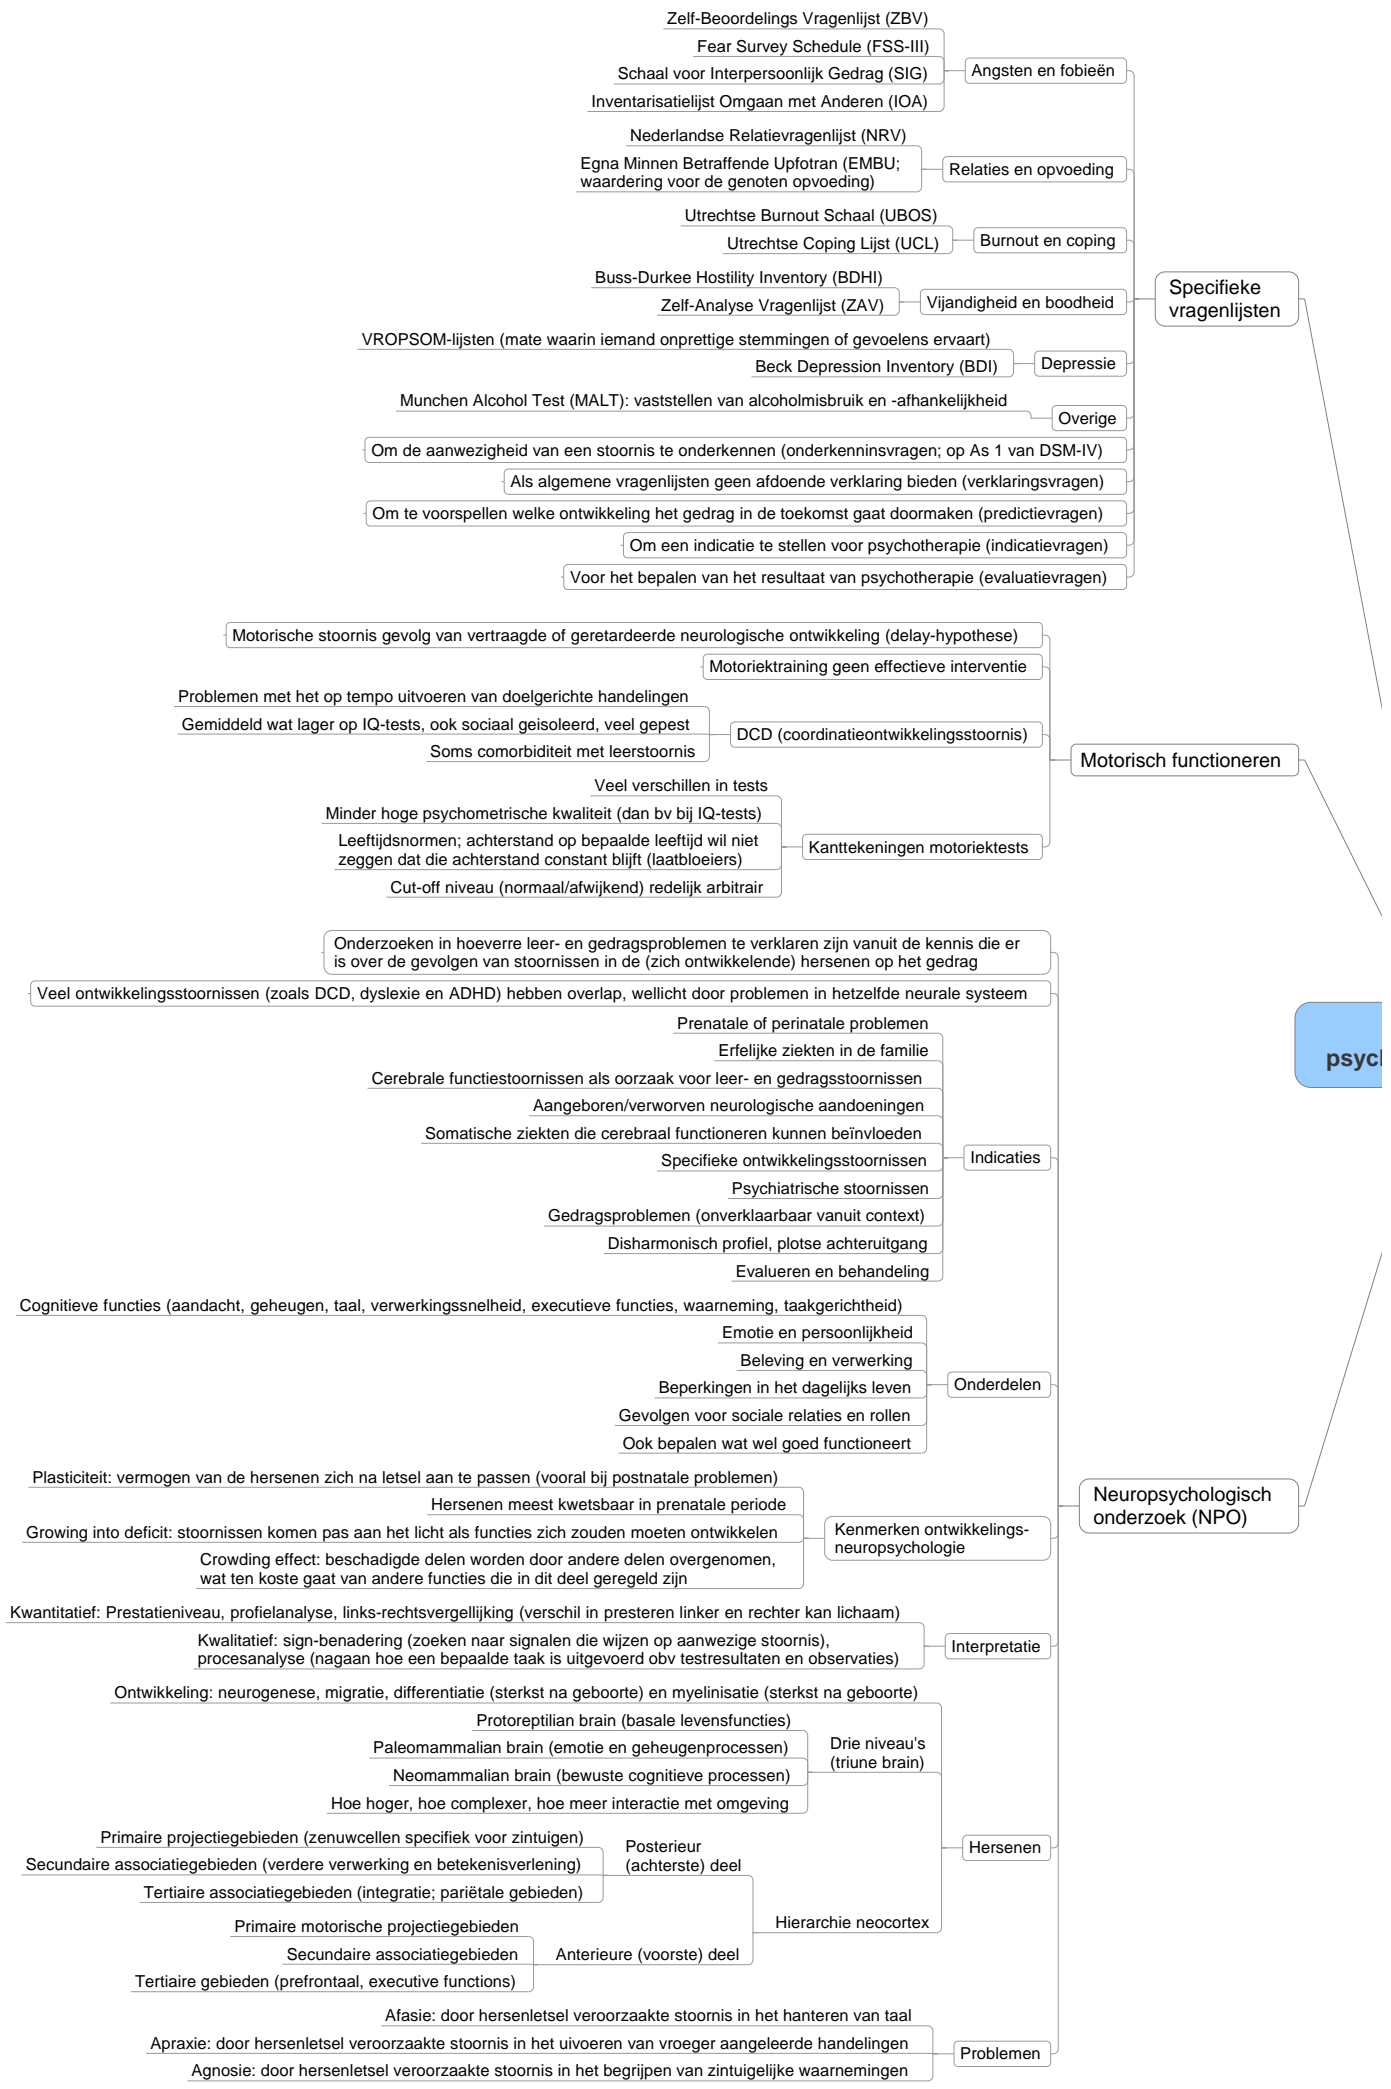 Zelf-Beoordelings Vragenlijst (ZBV)
Fear Survey Schedule (FSS-III)
Schaal voor Interpersoonlijk Gedrag (SIG)
Inventarisatielijst Omgaan met Anderen (IOA)
Angsten en fobieën
Nederlandse Relatievragenlijst (NRV)
Egna Minnen Betraffende Upfotran (EMBU;
waardering voor de genoten opvoeding)
Relaties en opvoeding
Utrechtse Burnout Schaal (UBOS)
Utrechtse Coping Lijst (UCL)
Burnout en coping
Buss-Durkee Hostility Inventory (BDHI)
Zelf-Analyse Vragenlijst (ZAV)
Vijandigheid en boodheid
VROPSOM-lijsten (mate waarin iemand onprettige stemmingen of gevoelens ervaart)
Beck Depression Inventory (BDI)
Depressie
Munchen Alcohol Test (MALT): vaststellen van alcoholmisbruik en -afhankelijkheid
Overige
Om de aanwezigheid van een stoornis te onderkennen (onderkenninsvragen; op As 1 van DSM-IV)
Als algemene vragenlijsten geen afdoende verklaring bieden (verklaringsvragen)
Om te voorspellen welke ontwikkeling het gedrag in de toekomst gaat doormaken (predictievragen)
Om een indicatie te stellen voor psychotherapie (indicatievragen)
Voor het bepalen van het resultaat van psychotherapie (evaluatievragen)
Specifieke
vragenlijsten
Motorische stoornis gevolg van vertraagde of geretardeerde neurologische ontwikkeling (delay-hypothese)
Motoriektraining geen effectieve interventie
Problemen met het op tempo uitvoeren van doelgerichte handelingen
Gemiddeld wat lager op IQ-tests, ook sociaal geisoleerd, veel gepest
Soms comorbiditeit met leerstoornis
DCD (coordinatieontwikkelingsstoornis)
Veel verschillen in tests
Minder hoge psychometrische kwaliteit (dan bv bij IQ-tests)
Leeftijdsnormen; achterstand op bepaalde leeftijd wil niet
zeggen dat die achterstand constant blijft (laatbloeiers)
Cut-off niveau (normaal/afwijkend) redelijk arbitrair
Kanttekeningen motoriektests
Motorisch functioneren
Onderzoeken in hoeverre leer- en gedragsproblemen te verklaren zijn vanuit de kennis die er
is over de gevolgen van stoornissen in de (zich ontwikkelende) hersenen op het gedrag
Veel ontwikkelingsstoornissen (zoals DCD, dyslexie en ADHD) hebben overlap, wellicht door problemen in hetzelfde neurale systeem
Prenatale of perinatale problemen
Erfelijke ziekten in de familie
Cerebrale functiestoornissen als oorzaak voor leer- en gedragsstoornissen
Aangeboren/verworven neurologische aandoeningen
Somatische ziekten die cerebraal functioneren kunnen beïnvloeden
Specifieke ontwikkelingsstoornissen
Psychiatrische stoornissen
Gedragsproblemen (onverklaarbaar vanuit context)
Disharmonisch profiel, plotse achteruitgang
Evalueren en behandeling
Indicaties
Cognitieve functies (aandacht, geheugen, taal, verwerkingssnelheid, executieve functies, waarneming, taakgerichtheid)
Emotie en persoonlijkheid
Beleving en verwerking
Beperkingen in het dagelijks leven
Gevolgen voor sociale relaties en rollen
Ook bepalen wat wel goed functioneert
Onderdelen
Plasticiteit: vermogen van de hersenen zich na letsel aan te passen (vooral bij postnatale problemen)
Hersenen meest kwetsbaar in prenatale periode
Growing into deficit: stoornissen komen pas aan het licht als functies zich zouden moeten ontwikkelen
Crowding effect: beschadigde delen worden door andere delen overgenomen,
wat ten koste gaat van andere functies die in dit deel geregeld zijn
Kenmerken ontwikkelings-
neuropsychologie
Kwantitatief: Prestatieniveau, profielanalyse, links-rechtsvergellijking (verschil in presteren linker en rechter kan lichaam)
Kwalitatief: sign-benadering (zoeken naar signalen die wijzen op aanwezige stoornis),
procesanalyse (nagaan hoe een bepaalde taak is uitgevoerd obv testresultaten en observaties)
Interpretatie
Ontwikkeling: neurogenese, migratie, differentiatie (sterkst na geboorte) en myelinisatie (sterkst na geboorte)
Protoreptilian brain (basale levensfuncties)
Paleomammalian brain (emotie en geheugenprocessen)
Neomammalian brain (bewuste cognitieve processen)
Hoe hoger, hoe complexer, hoe meer interactie met omgeving
Drie niveau's
(triune brain)
Primaire projectiegebieden (zenuwcellen specifiek voor zintuigen)
Secundaire associatiegebieden (verdere verwerking en betekenisverlening)
Tertiaire associatiegebieden (integratie; pariëtale gebieden)
Posterieur
(achterste) deel
Primaire motorische projectiegebieden
Secundaire associatiegebieden
Tertiaire gebieden (prefrontaal, executive functions)
Anterieure (voorste) deel
Hierarchie neocortex
Hersenen
Afasie: door hersenletsel veroorzaakte stoornis in het hanteren van taal
Apraxie: door hersenletsel veroorzaakte stoornis in het uivoeren van vroeger aangeleerde handelingen
Agnosie: door hersenletsel veroorzaakte stoornis in het begrijpen van zintuigelijke waarnemingen
Problemen
Neuropsychologisch
onderzoek (NPO)